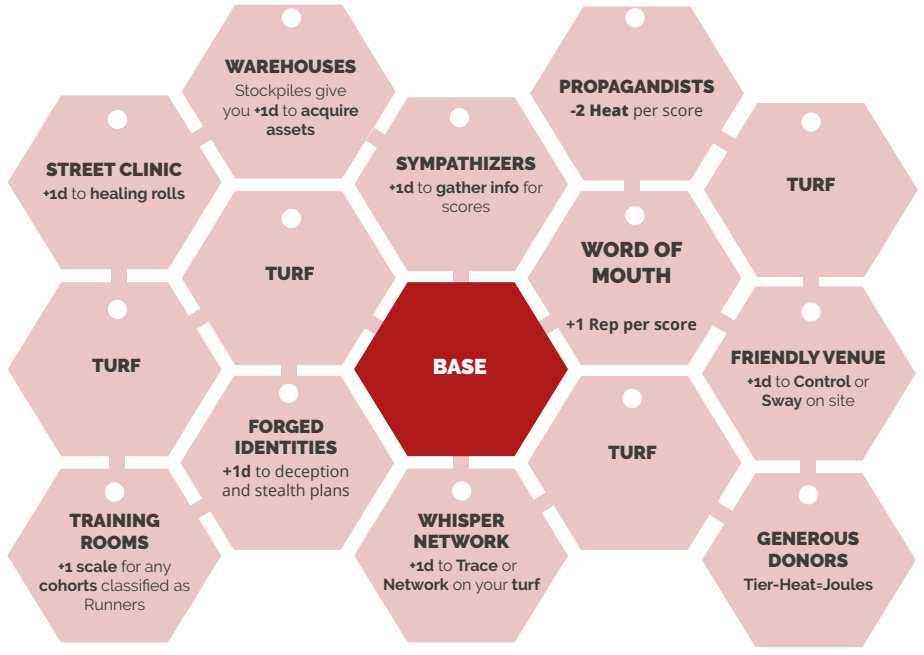 WAREHOUSES
Stockpiles give
you +1d to acquire
assets
PROPAGANDISTS
-2 Heat per score
STREET CLINIC
+1d to healing rolls
SYMPATHIZERS
+1d to gather info for
scores
TURF
TURF
WORD OF
MOUTH
+1 Rep per score
TURF
BASE
FRIENDLY VENUE
+1d to Control or
Sway on site
FORGED
IDENTITIES
+1d to deception
and stealth plans
TURF
TRAINING
ROOMS
+1 scale for any
cohorts classified as
Runners
WHISPER
NETWORK
+1d to Trace or
Network on your turf
GENEROUS
DONORS
Tier-Heat=Joules